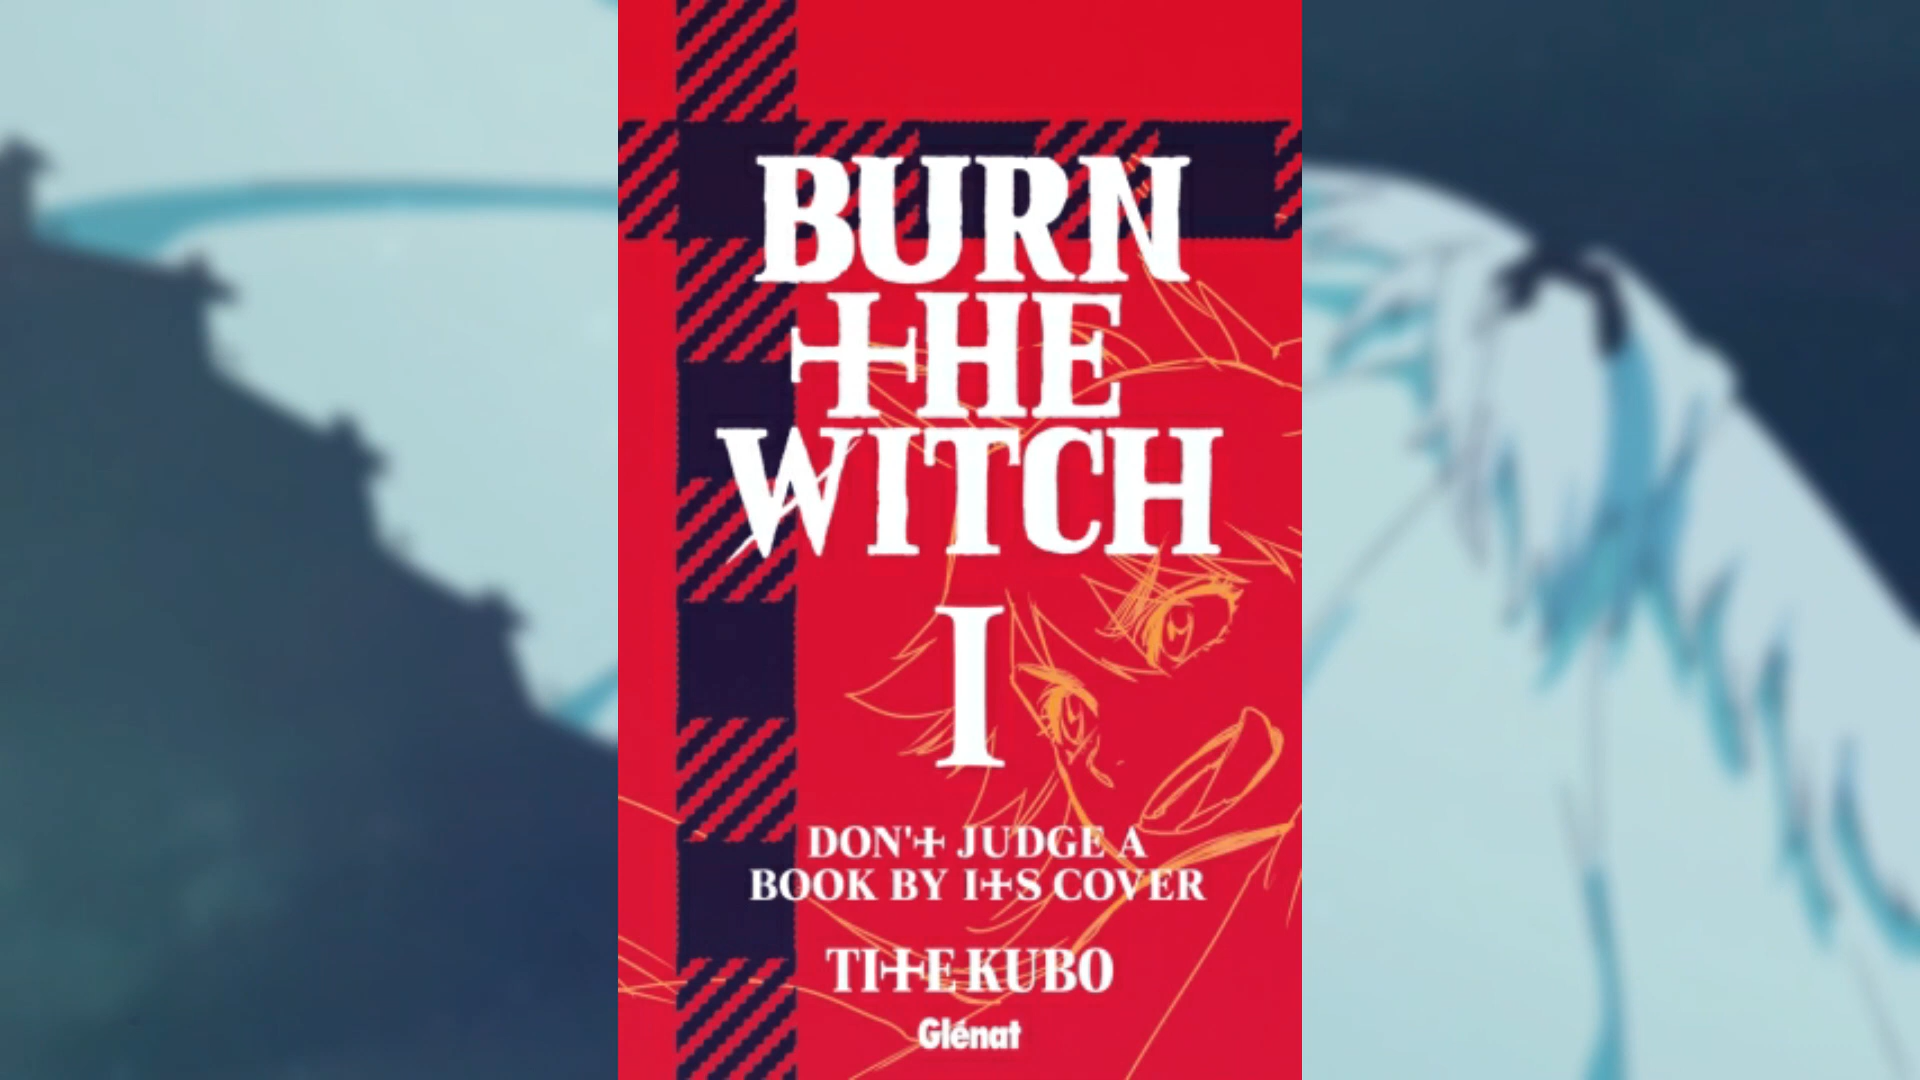 BURN
THE
WITCH
I
DON'T JUDGE A
BOOK BY ITS COVER
TITE KUBO
Glénat